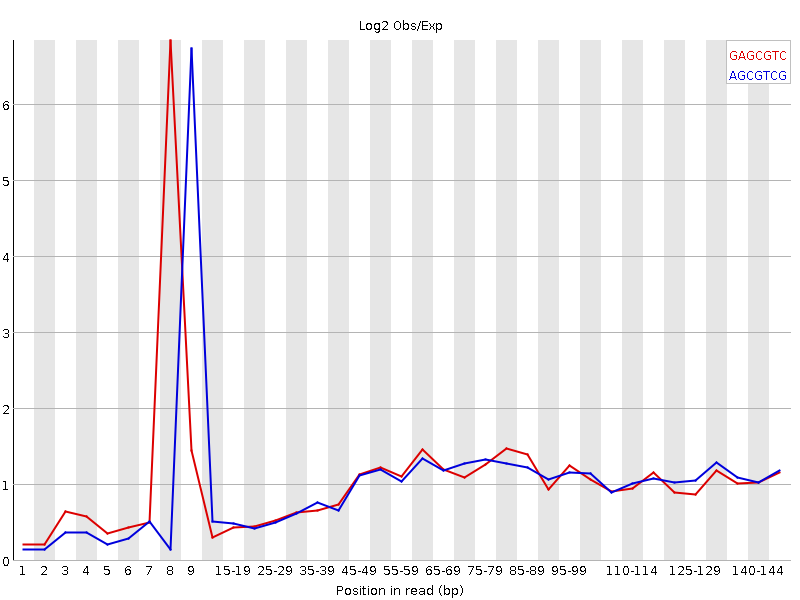 Log2 Obs/Exp
GAGCGTC
AGCGTCG
6
5
4
3
2
1
0
1 2 3 4 5 6 7 8 9 15-19 25-29 35-39 45-49 55-59 65-69 75-79 85-89 95-99 110-114 125-129 140-144
Position in read (bp)